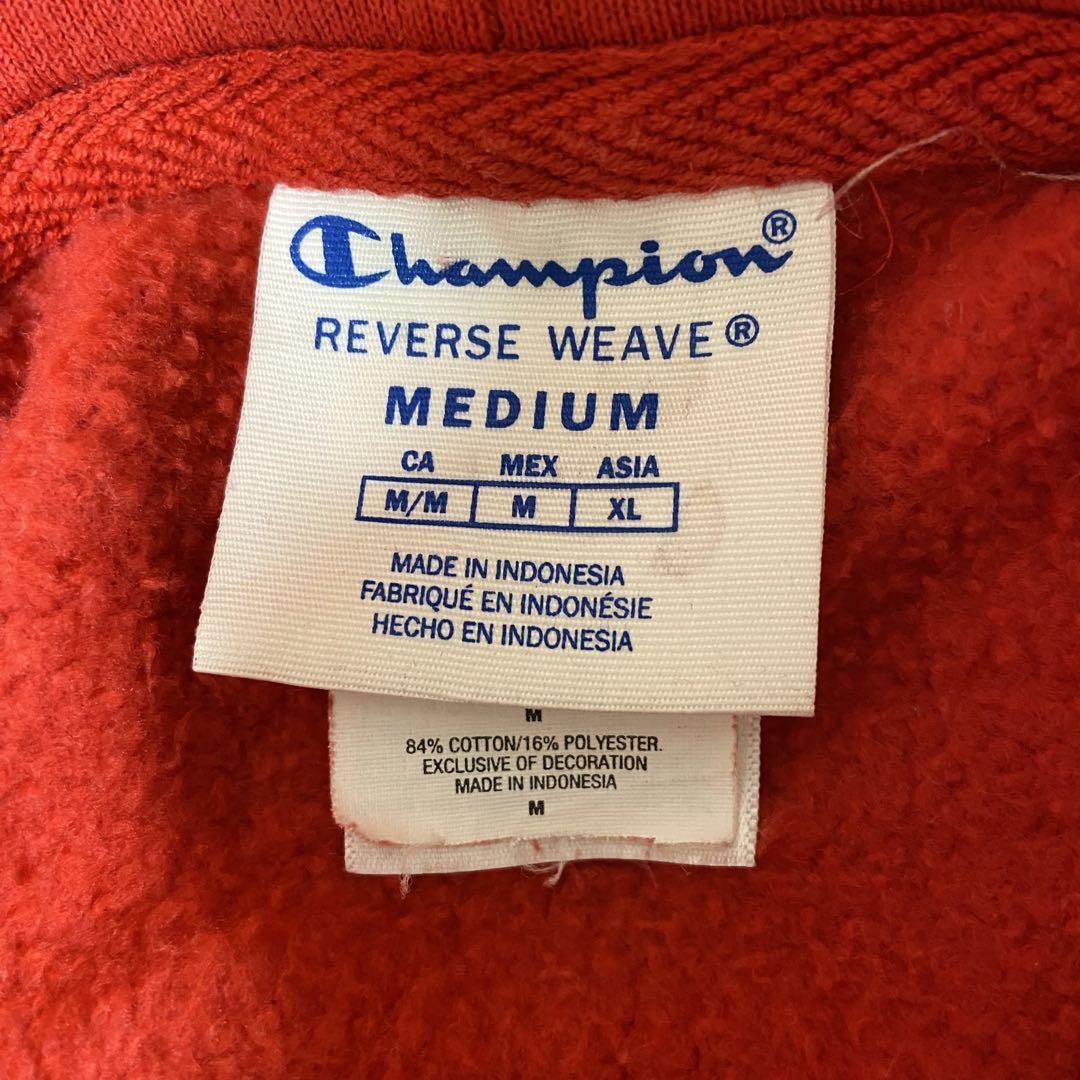 Champion®
REVERSE WEAVE®
MEDIUM
CA MEX ASIA
M/M M XL
MADE IN INDONESIA
FABRIQUÉ EN INDONÉSIE
HECHO EN INDONESIA
M
84% COTTON/16% POLYESTER.
EXCLUSIVE OF DECORATION
MADE IN INDONESIA
M